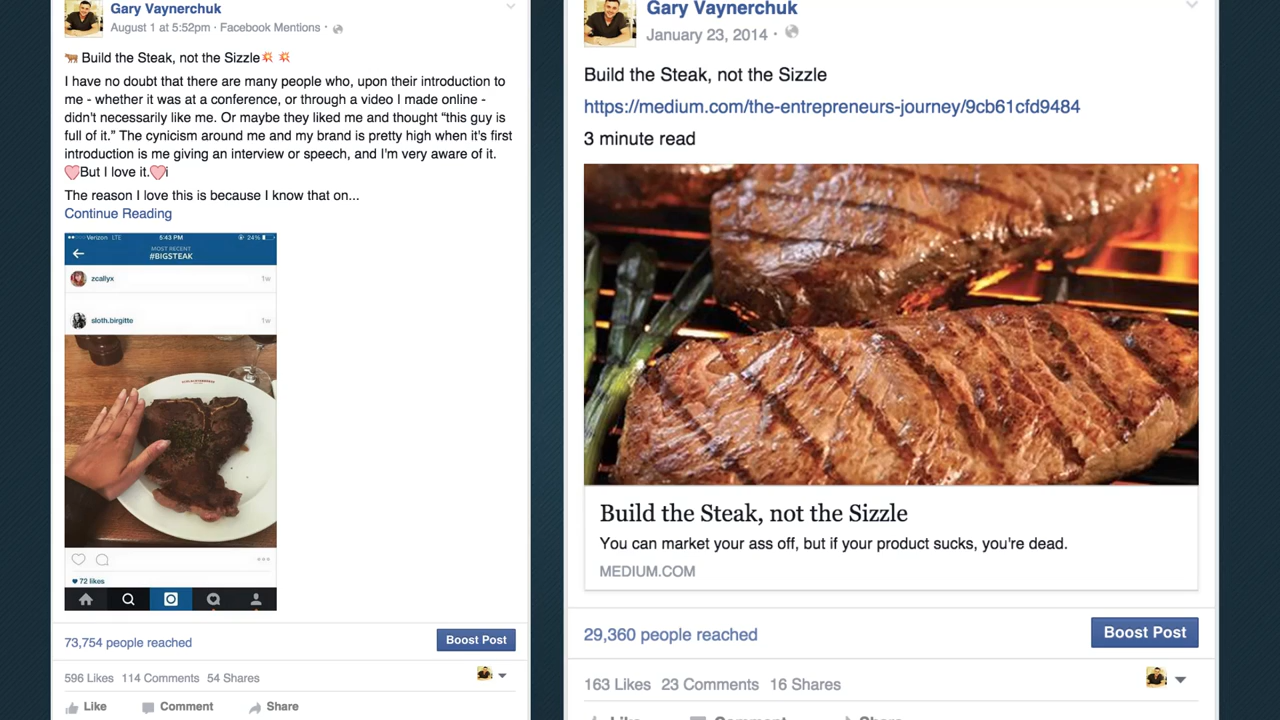 Gary Vaynerchuk
August 1 at 5:52pm · Facebook Mentions ·
Build the Steak, not the Sizzle
I have no doubt that there are many people who, upon their introduction to
me - whether it was at a conference, or through a video I made online -
didn't necessarily like me. Or maybe they liked me and thought “this guy is
full of it.” The cynicism around me and my brand is pretty high when it's first
introduction is me giving an interview or speech, and I'm very aware of it.
But I love it. i
The reason I love this is because I know that on...
Continue Reading
Verizon LTE 5:43 PM 24%
MOST RECENT
#BIGSTEAK
zcallyx 1w
sloth.birgitte 1w
72 likes
73,754 people reached
Boost Post
596 Likes 114 Comments 54 Shares
Like Comment Share
Gary Vaynerchuk
January 23, 2014 ·
Build the Steak, not the Sizzle
https://medium.com/the-entrepreneurs-journey/9cb61cfd9484
3 minute read
Build the Steak, not the Sizzle
You can market your ass off, but if your product sucks, you're dead.
MEDIUM.COM
29,360 people reached
Boost Post
163 Likes 23 Comments 16 Shares
Like Comment Share